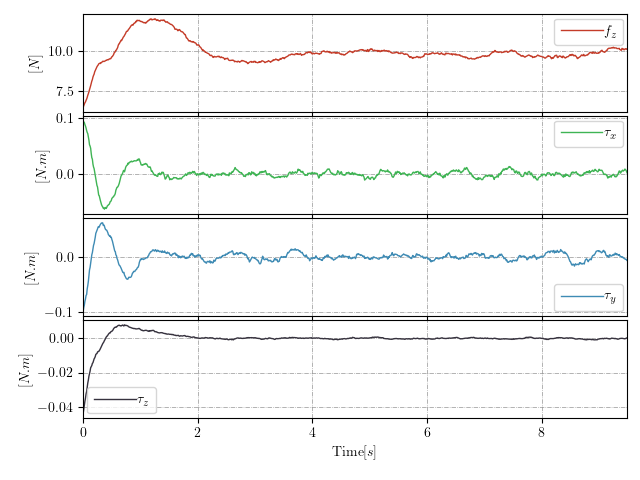 [N]
10.0
7.5
f_z
[N.m]
0.1
0.0
τ_x
[N.m]
0.0
−0.1
τ_y
[N.m]
0.00
−0.02
−0.04
τ_z
0 2 4 6 8
Time[s]